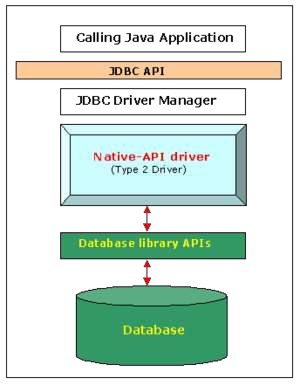 Calling Java Application
JDBC API
JDBC Driver Manager
Native-API driver
(Type 2 Driver)
Database library APIs
Database